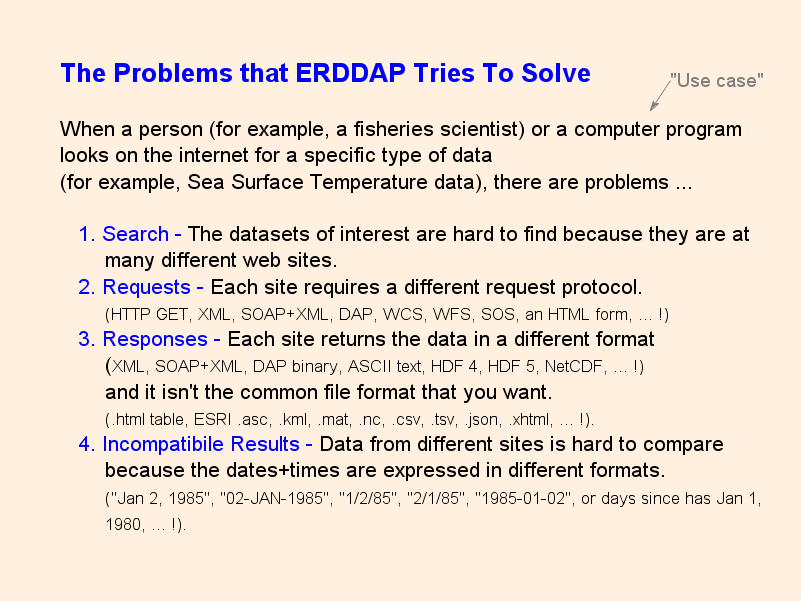 The Problems that ERDDAP Tries To Solve
"Use case"
When a person (for example, a fisheries scientist) or a computer program
looks on the internet for a specific type of data
(for example, Sea Surface Temperature data), there are problems ...
1. Search - The datasets of interest are hard to find because they are at
many different web sites.
2. Requests - Each site requires a different request protocol.
(HTTP GET, XML, SOAP+XML, DAP, WCS, WFS, SOS, an HTML form, ... !)
3. Responses - Each site returns the data in a different format
(XML, SOAP+XML, DAP binary, ASCII text, HDF 4, HDF 5, NetCDF, ... !)
and it isn't the common file format that you want.
(.html table, ESRI .asc, .kml, .mat, .nc, .csv, .tsv, .json, .xhtml, ... !).
4. Incompatibile Results - Data from different sites is hard to compare
because the dates+times are expressed in different formats.
("Jan 2, 1985", "02-JAN-1985", "1/2/85", "2/1/85", "1985-01-02", or days since has Jan 1,
1980, ... !).